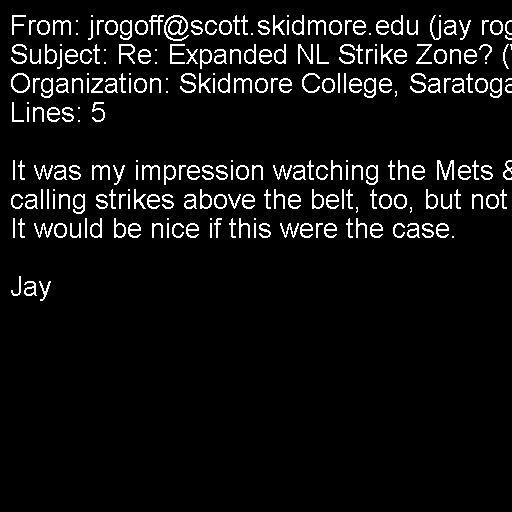 From: jrogoff@scott.skidmore.edu (jay rog
Subject: Re: Expanded NL Strike Zone? (
Organization: Skidmore College, Saratoga
Lines: 5

It was my impression watching the Mets &
calling strikes above the belt, too, but not
It would be nice if this were the case.

Jay